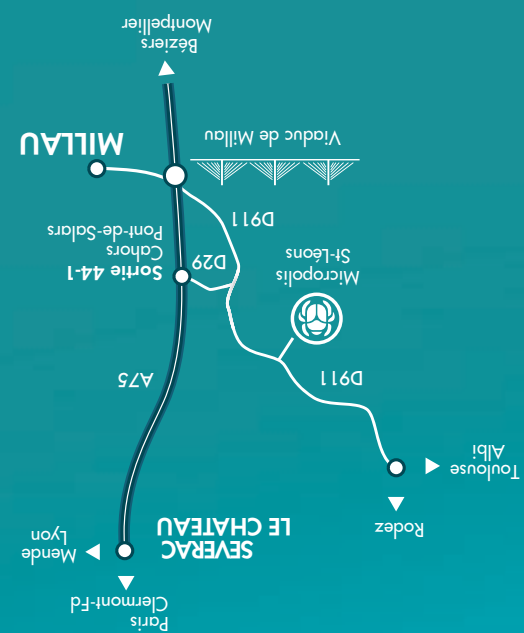 Paris
Clermont-Fd
Mende
Lyon
SEVERAC
LE CHATEAU
Rodez
Toulouse
Albi
A75
D911
Micropolis
St-Léons
Sortie 44-1
Cahors
Pont-de-Salars
D29
D911
Viaduc de Millau
MILLAU
Béziers
Montpellier